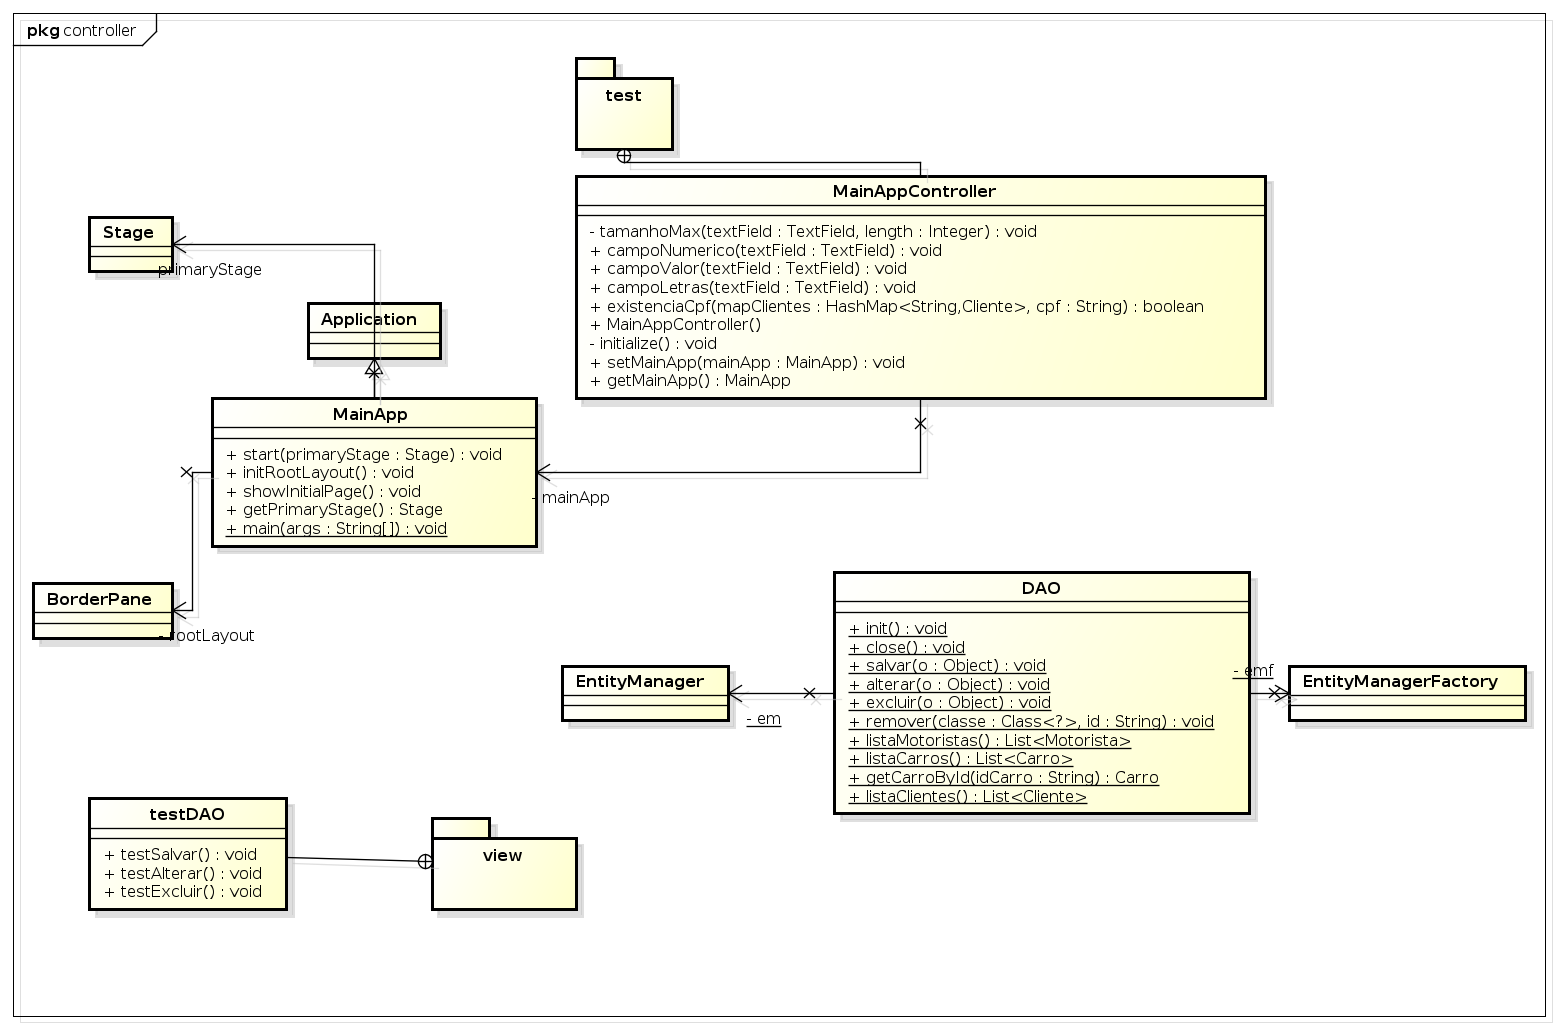 pkg controller
test
MainAppController
- tamanhoMax(textField : TextField, length : Integer) : void
+ campoNumerico(textField : TextField) : void
+ campoValor(textField : TextField) : void
+ campoLetras(textField : TextField) : void
+ existenciaCpf(mapClientes : HashMap<String,Cliente>, cpf : String) : boolean
+ MainAppController()
- initialize() : void
+ setMainApp(mainApp : MainApp) : void
+ getMainApp() : MainApp
Stage
primaryStage
Application
MainApp
+ start(primaryStage : Stage) : void
+ initRootLayout() : void
+ showInitialPage() : void
+ getPrimaryStage() : Stage
+ main(args : String[]) : void
- mainApp
BorderPane
- rootLayout
DAO
+ init() : void
+ close() : void
+ salvar(o : Object) : void
+ alterar(o : Object) : void
+ excluir(o : Object) : void
+ remover(classe : Class<?>, id : String) : void
+ listaMotoristas() : List<Motorista>
+ listaCarros() : List<Carro>
+ getCarroById(idCarro : String) : Carro
+ listaClientes() : List<Cliente>
EntityManager
- em
- emf
EntityManagerFactory
testDAO
+ testSalvar() : void
+ testAlterar() : void
+ testExcluir() : void
view